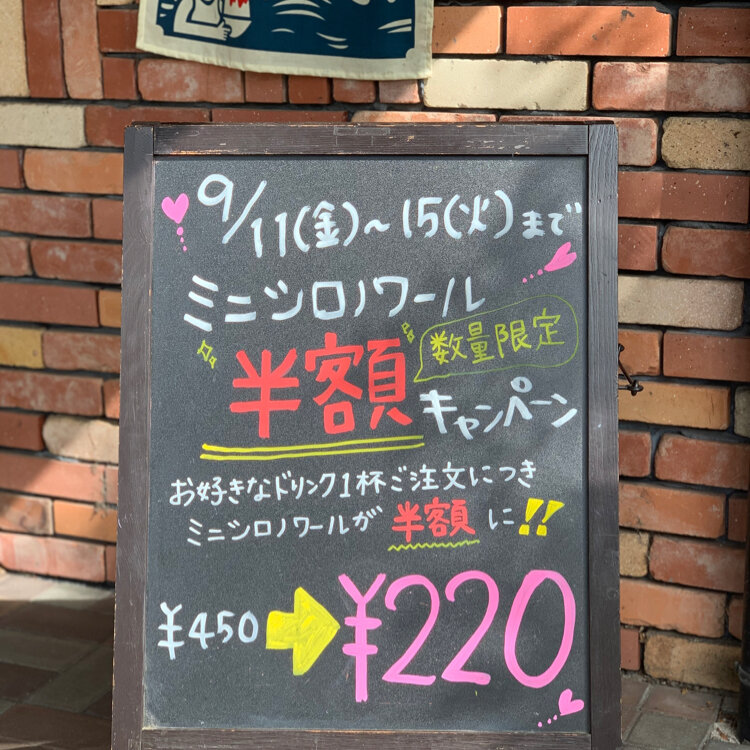 9/11(金)~15(火)まで
ミニシロノワール
数量限定
半額キャンペーン
お好きなドリンク1杯ご注文につき
ミニシロノワールが半額に!!
¥450→¥220